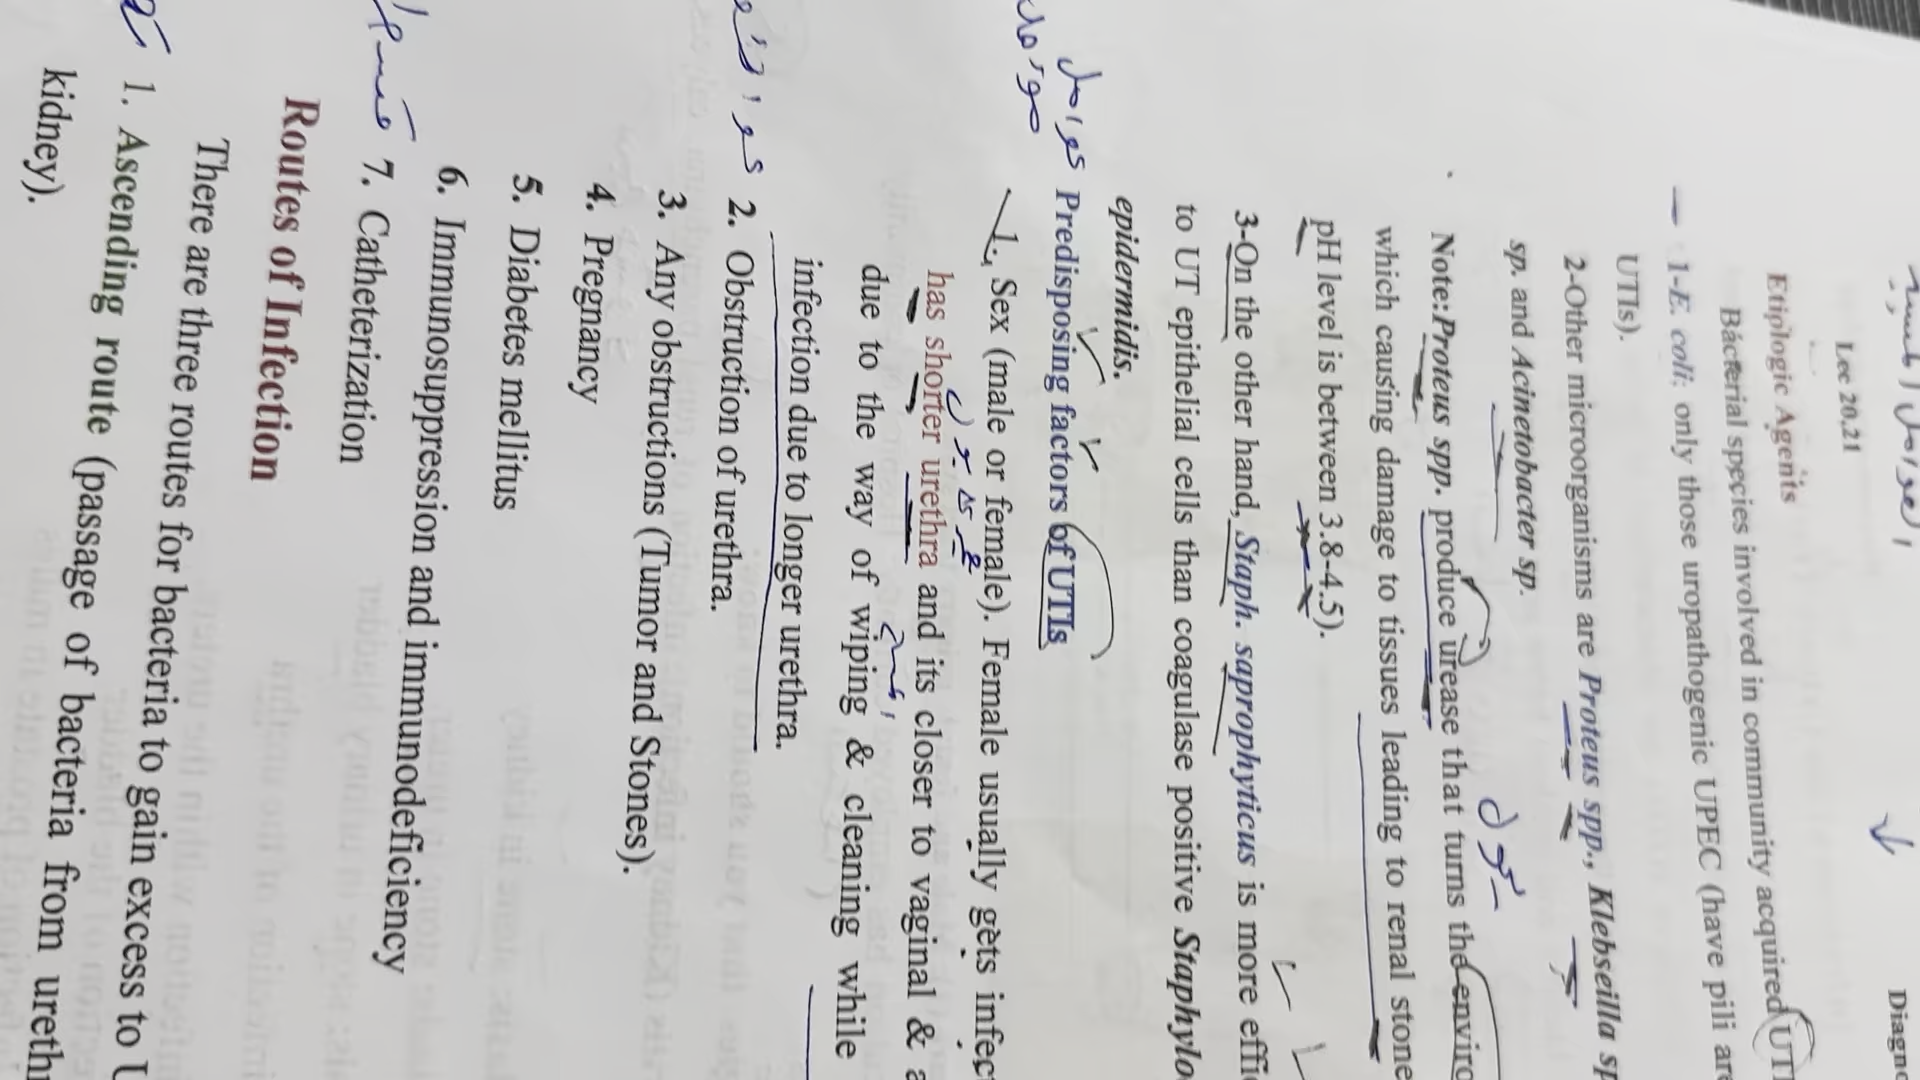 Diagno
Lec 20,21
Etiologic Agents
Bacterial species involved in community acquired UTI
1-E. coli: only those uropathogenic UPEC (have pili are
UTIs).
2-Other microorganisms are Proteus spp., Klebseilla sp
sp. and Acinetobacter sp.
Note:Proteus spp. produce urease that turns the enviro
which causing damage to tissues leading to renal stone
pH level is between 3.8-4.5).
3-On the other hand, Staph. saprophyticus is more effi
to UT epithelial cells than coagulase positive Staphylo
epidermidis.
Predisposing factors of UTIs
1. Sex (male or female). Female usually gets infect
has shorter urethra and its closer to vaginal & a
due to the way of wiping & cleaning while
infection due to longer urethra.
2. Obstruction of urethra.
3. Any obstructions (Tumor and Stones).
4. Pregnancy
5. Diabetes mellitus
6. Immunosuppression and immunodeficiency
7. Catheterization
Routes of Infection
There are three routes for bacteria to gain excess to U
1. Ascending route (passage of bacteria from urethr
kidney).